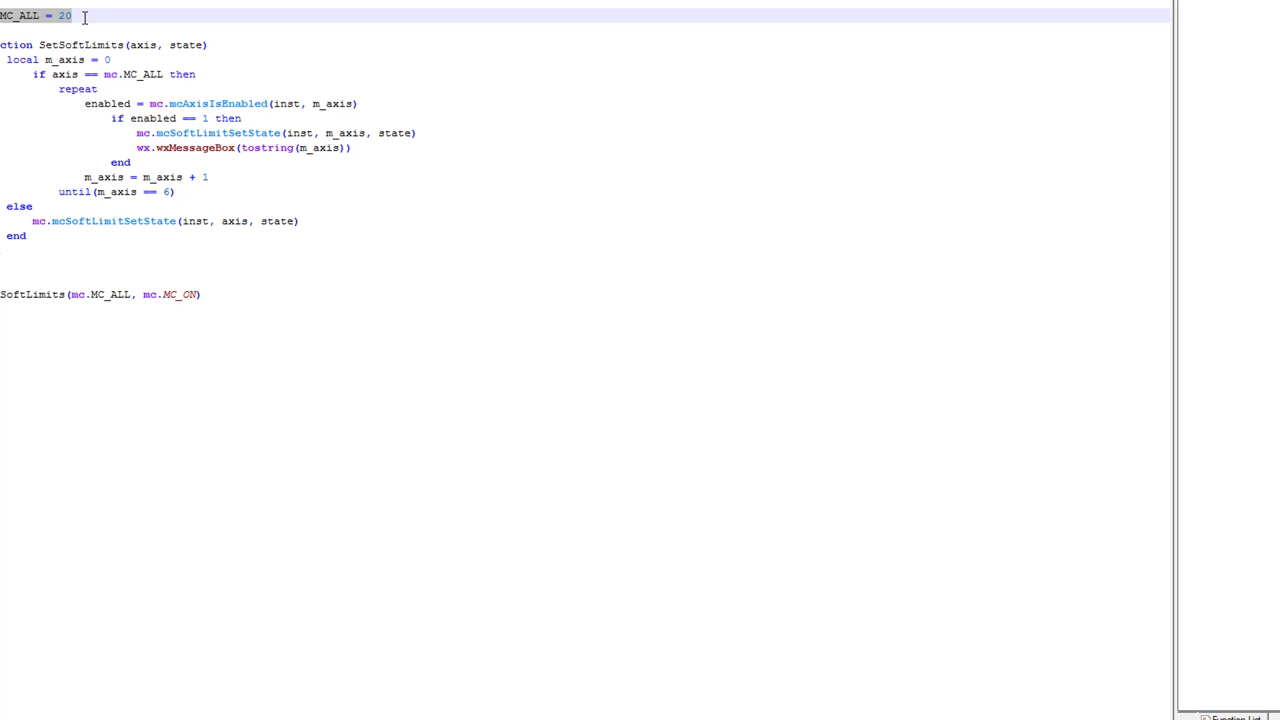 MC_ALL = 20
ction SetSoftLimits(axis, state)
local m_axis = 0
if axis == mc.MC_ALL then
repeat
enabled = mc.mcAxisIsEnabled(inst, m_axis)
if enabled == 1 then
mc.mcSoftLimitSetState(inst, m_axis, state)
wx.wxMessageBox(tostring(m_axis))
end
m_axis = m_axis + 1
until(m_axis == 6)
else
mc.mcSoftLimitSetState(inst, axis, state)
end
SoftLimits(mc.MC_ALL, mc.MC_ON)
Function List